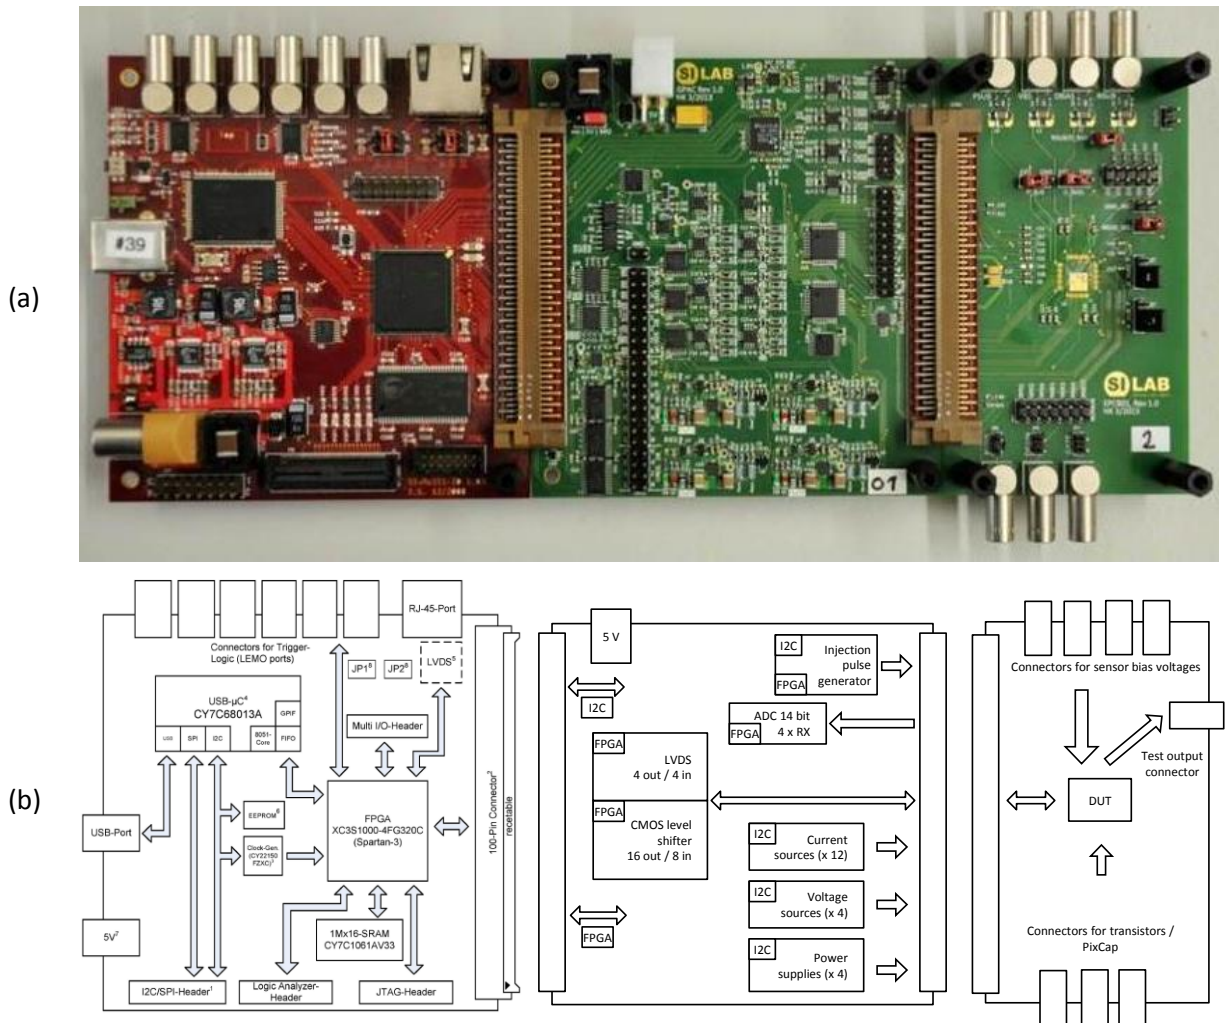 (a)
#39
SI LAB
GPAC Rev 1.0
SI LAB
2
01
(b)
RJ-45-Port
Connectors for Trigger-
Logic (LEMO ports)
JP1⁸
JP2⁸
LVDS⁵
USB-µC⁴
CY7C68013A
GPIF
USB
SPI
I2C
8051-
Core
FIFO
Multi I/O-Header
USB-Port
EEPROM⁶
Clock-Gen.
(CY22150
FZXC)³
FPGA
XC3S1000-4FG320C
(Spartan-3)
100-Pin Connector²
recetable
5V⁷
1Mx16-SRAM
CY7C1061AV33
I2C/SPI-Header¹
Logic Analyzer-
Header
JTAG-Header
5 V
I2C
FPGA
I2C
Injection
pulse
generator
FPGA
ADC 14 bit
4 x RX
FPGA
FPGA
LVDS
4 out / 4 in
FPGA
CMOS level
shifter
16 out / 8 in
I2C
Current
sources (x 12)
I2C
Voltage
sources (x 4)
I2C
Power
supplies (x 4)
Connectors for sensor bias voltages
Test output
connector
DUT
Connectors for transistors /
PixCap